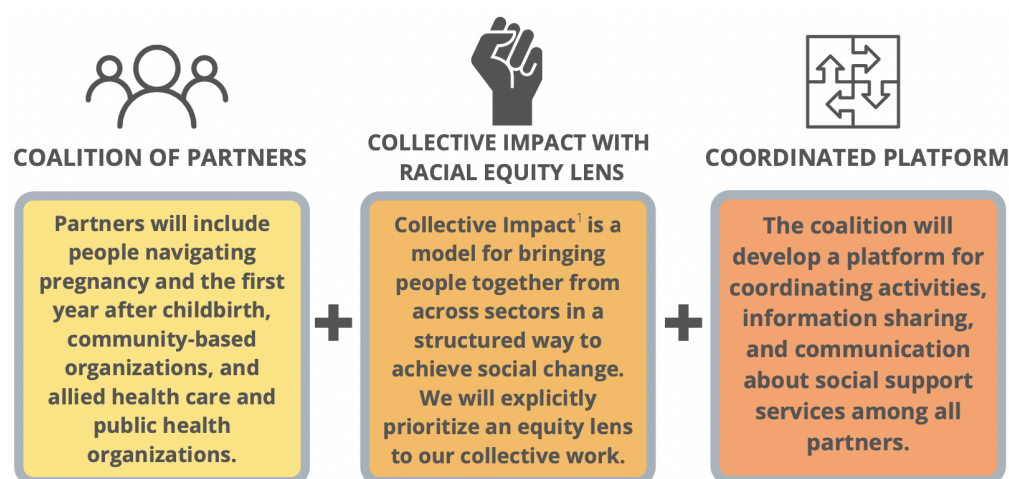 COALITION OF PARTNERS
Partners will include
people navigating
pregnancy and the first
year after childbirth,
community-based
organizations, and
allied health care and
public health
organizations.
COLLECTIVE IMPACT WITH
RACIAL EQUITY LENS
Collective Impact¹ is a
model for bringing
people together from
across sectors in a
structured way to
achieve social change.
We will explicitly
prioritize an equity lens
to our collective work.
COORDINATED PLATFORM
The coalition will
develop a platform for
coordinating activities,
information sharing,
and communication
about social support
services among all
partners.